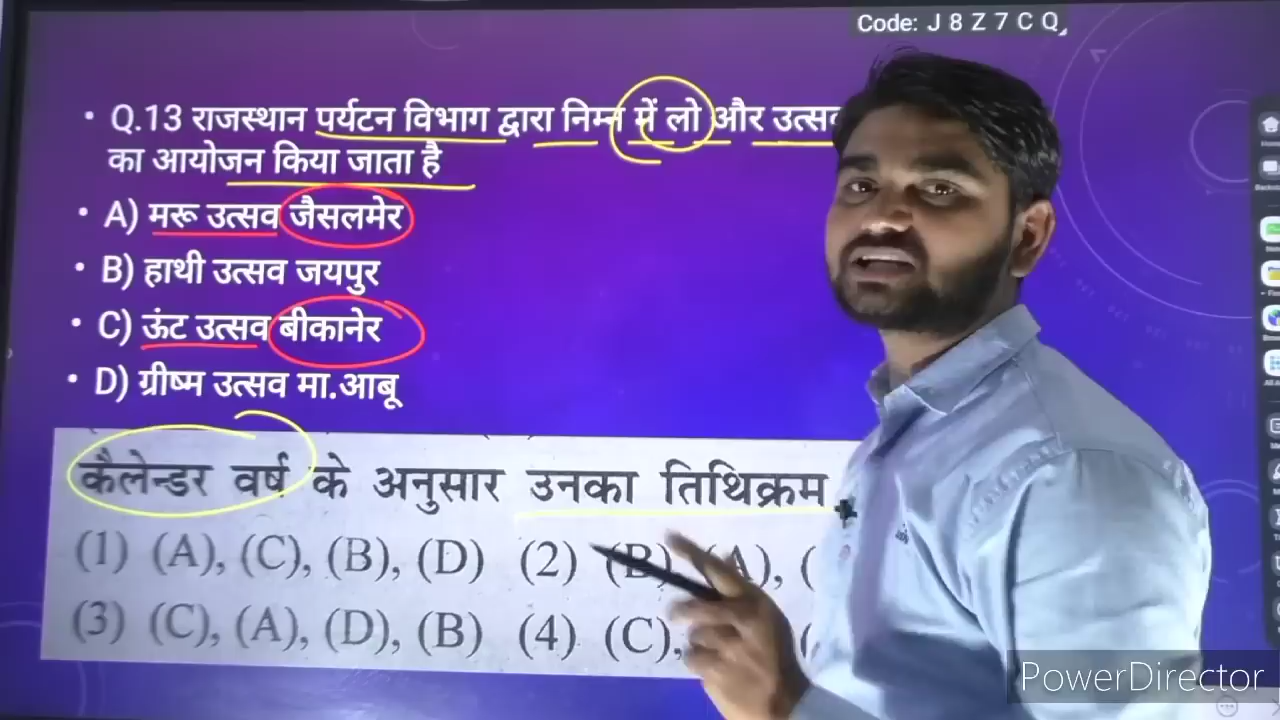 Code: J 8 Z 7 C Q
• Q.13 राजस्थान पर्यटन विभाग द्वारा निम्न में लो और उत्सव
का आयोजन किया जाता है
• A) मरू उत्सव जैसलमेर
• B) हाथी उत्सव जयपुर
• C) ऊंट उत्सव बीकानेर
• D) ग्रीष्म उत्सव मा.आबू
कैलेन्डर वर्ष के अनुसार उनका तिथिक्रम
(1) (A), (C), (B), (D) (2) (B), (A), (
(3) (C), (A), (D), (B) (4) (C),
PowerDirector